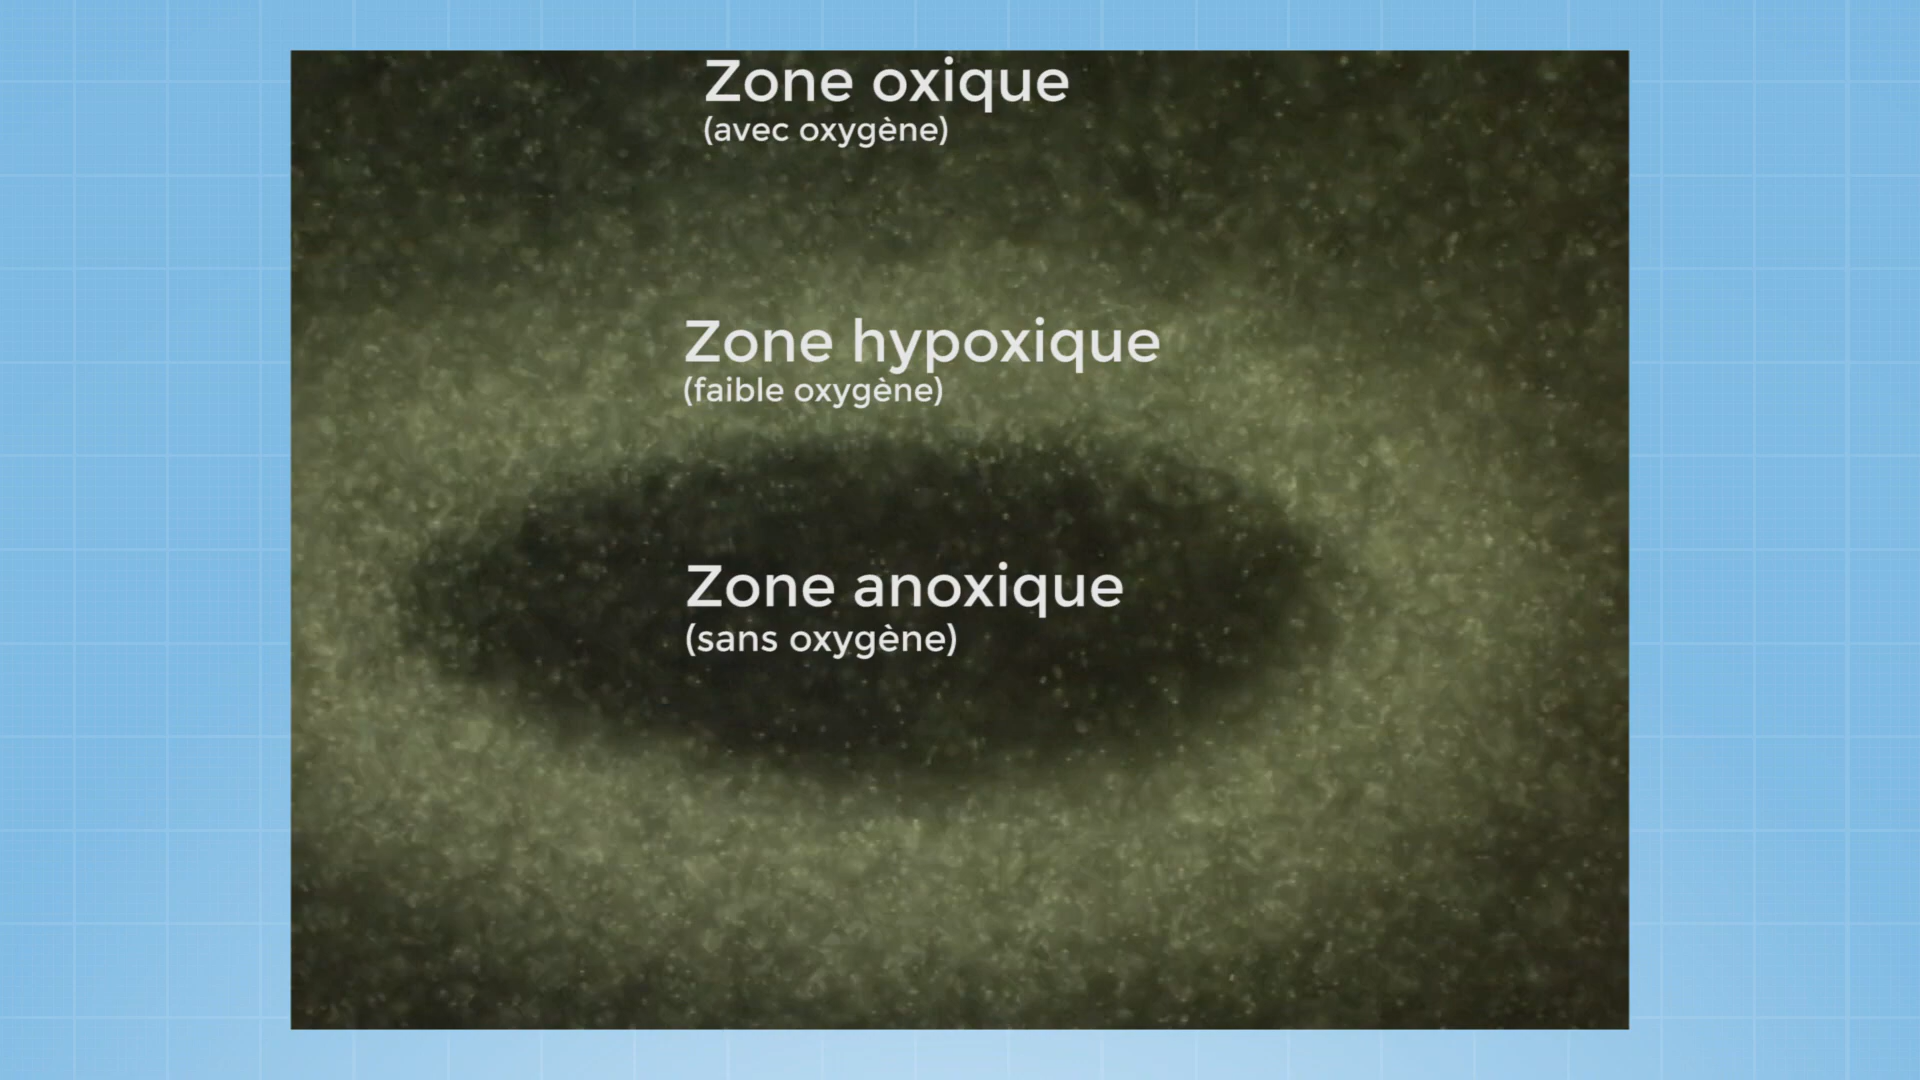 Zone oxique
(avec oxygène)
Zone hypoxique
(faible oxygène)
Zone anoxique
(sans oxygène)